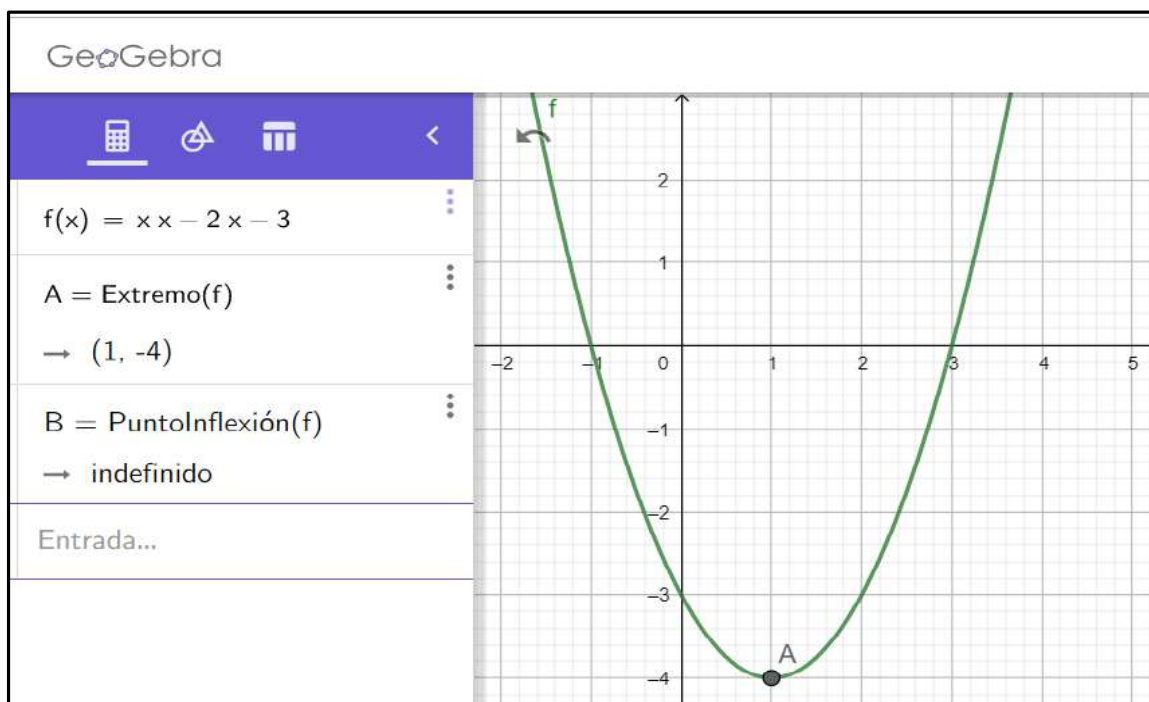 GeoGebra
f(x) = x x − 2 x − 3
A = Extremo(f)
→ (1, -4)
B = PuntoInflexión(f)
→ indefinido
Entrada...
f
2
1
−2 −1 0 1 2 3 4 5
−1
−2
−3
A
−4